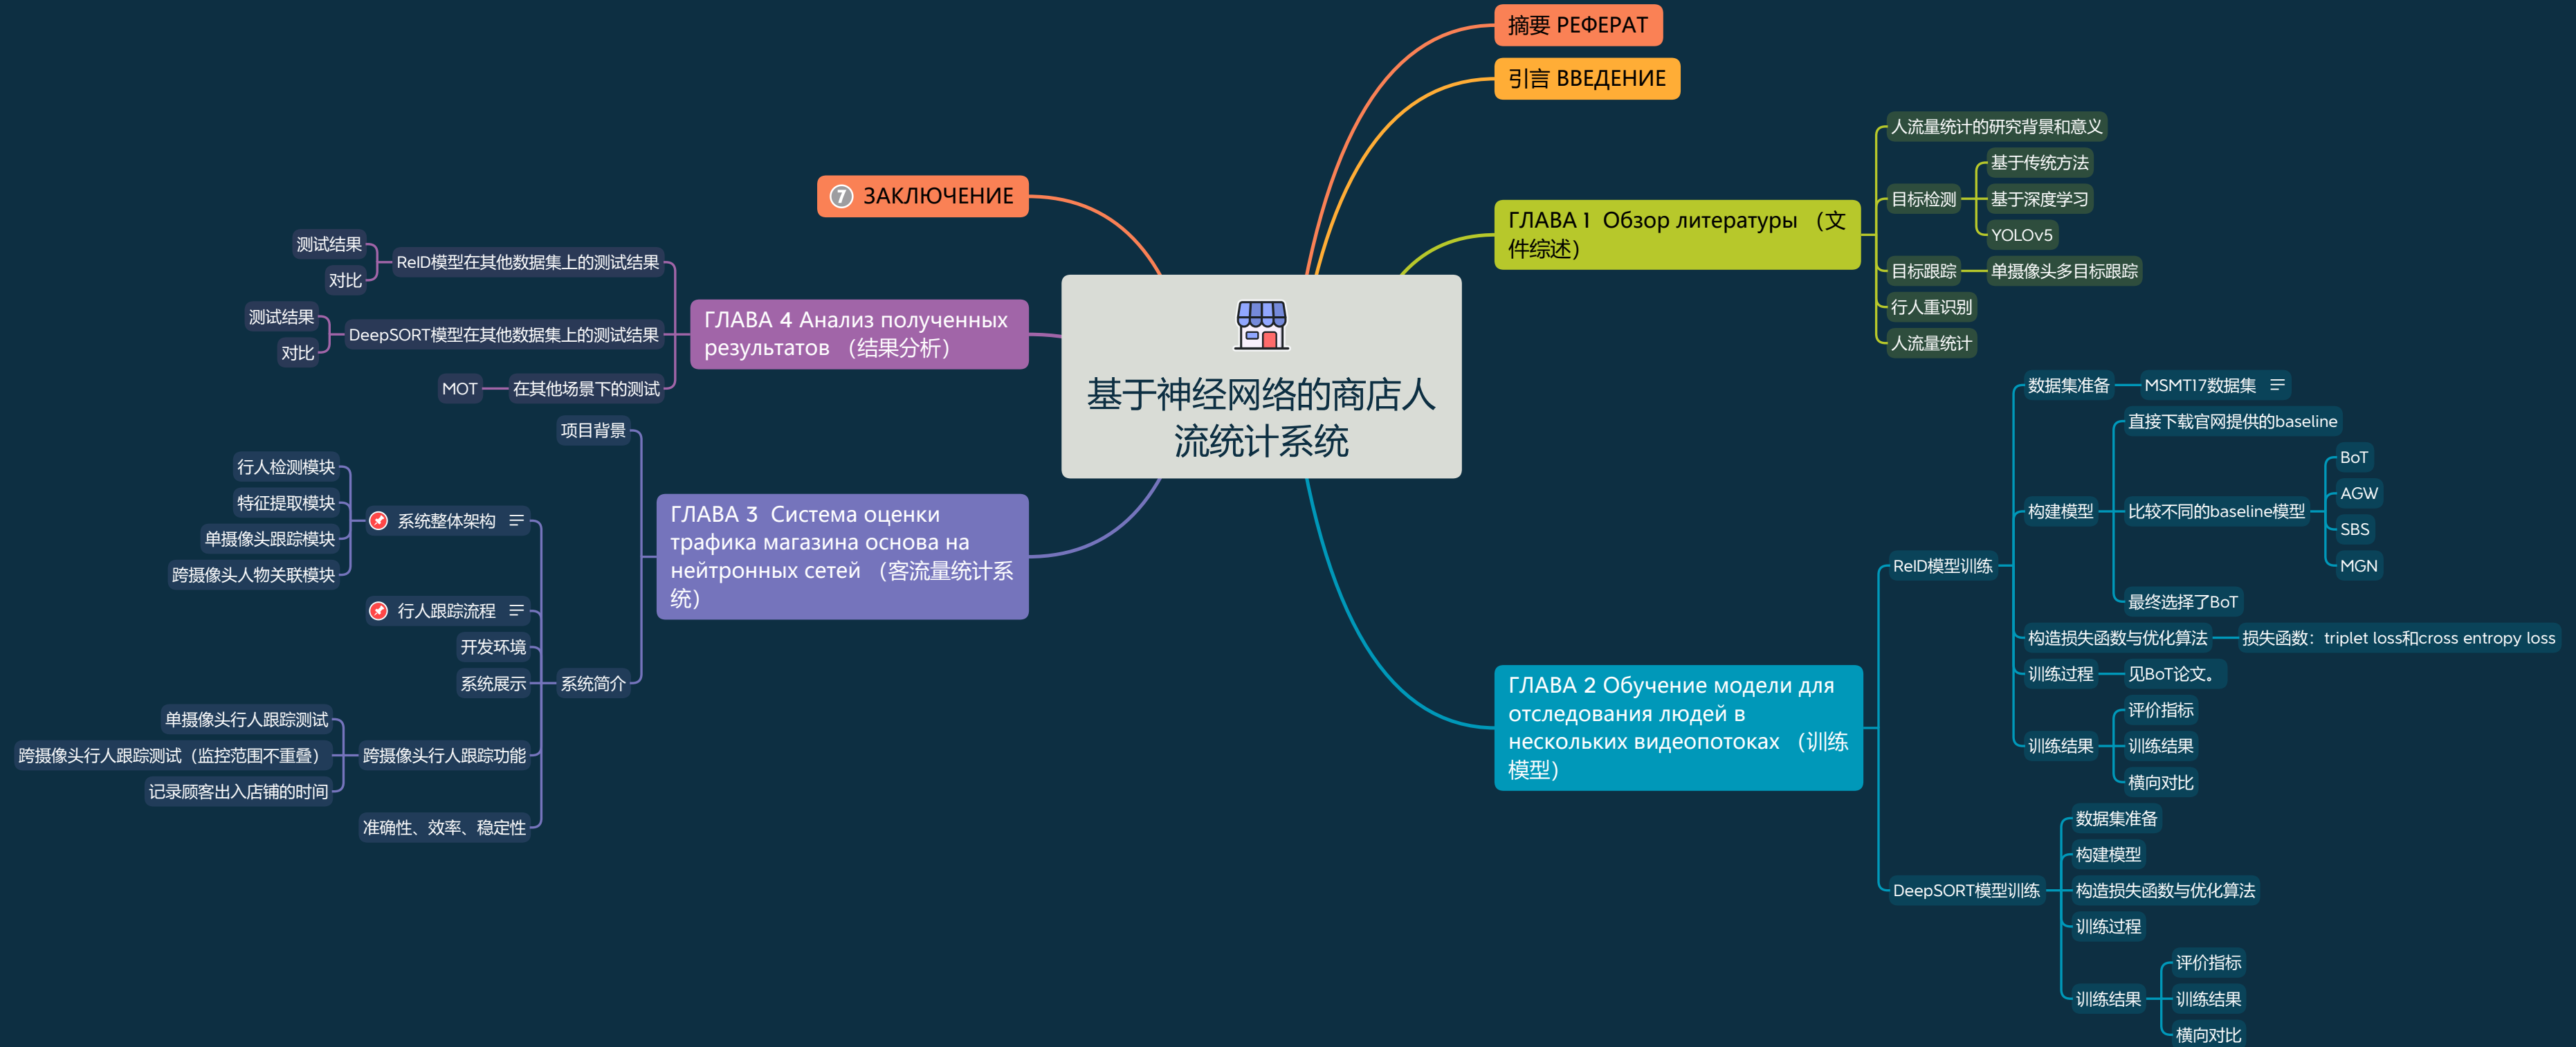 基于神经网络的商店人
流统计系统
摘要 РЕФЕРАТ
引言 ВВЕДЕНИЕ
ГЛАВА 1 Обзор литературы （文
件综述）
人流量统计的研究背景和意义
目标检测
基于传统方法
基于深度学习
YOLOv5
目标跟踪
单摄像头多目标跟踪
行人重识别
人流量统计
ГЛАВА 2 Обучение модели для
отследования людей в
нескольких видеопотоках （训练
模型）
ReID模型训练
数据集准备
MSMT17数据集
构建模型
直接下载官网提供的baseline
比较不同的baseline模型
BoT
AGW
SBS
MGN
最终选择了BoT
构造损失函数与优化算法
损失函数：triplet loss和cross entropy loss
训练过程
见BoT论文。
训练结果
评价指标
训练结果
横向对比
DeepSORT模型训练
数据集准备
构建模型
构造损失函数与优化算法
训练过程
训练结果
评价指标
训练结果
横向对比
ГЛАВА 3 Система оценки
трафика магазина основа на
нейтронных сетей （客流量统计系
统）
项目背景
系统简介
系统整体架构
行人检测模块
特征提取模块
单摄像头跟踪模块
跨摄像头人物关联模块
行人跟踪流程
开发环境
系统展示
跨摄像头行人跟踪功能
单摄像头行人跟踪测试
跨摄像头行人跟踪测试（监控范围不重叠）
记录顾客出入店铺的时间
准确性、效率、稳定性
ГЛАВА 4 Анализ полученных
результатов （结果分析）
ReID模型在其他数据集上的测试结果
测试结果
对比
DeepSORT模型在其他数据集上的测试结果
测试结果
对比
在其他场景下的测试
MOT
7 ЗАКЛЮЧЕНИЕ